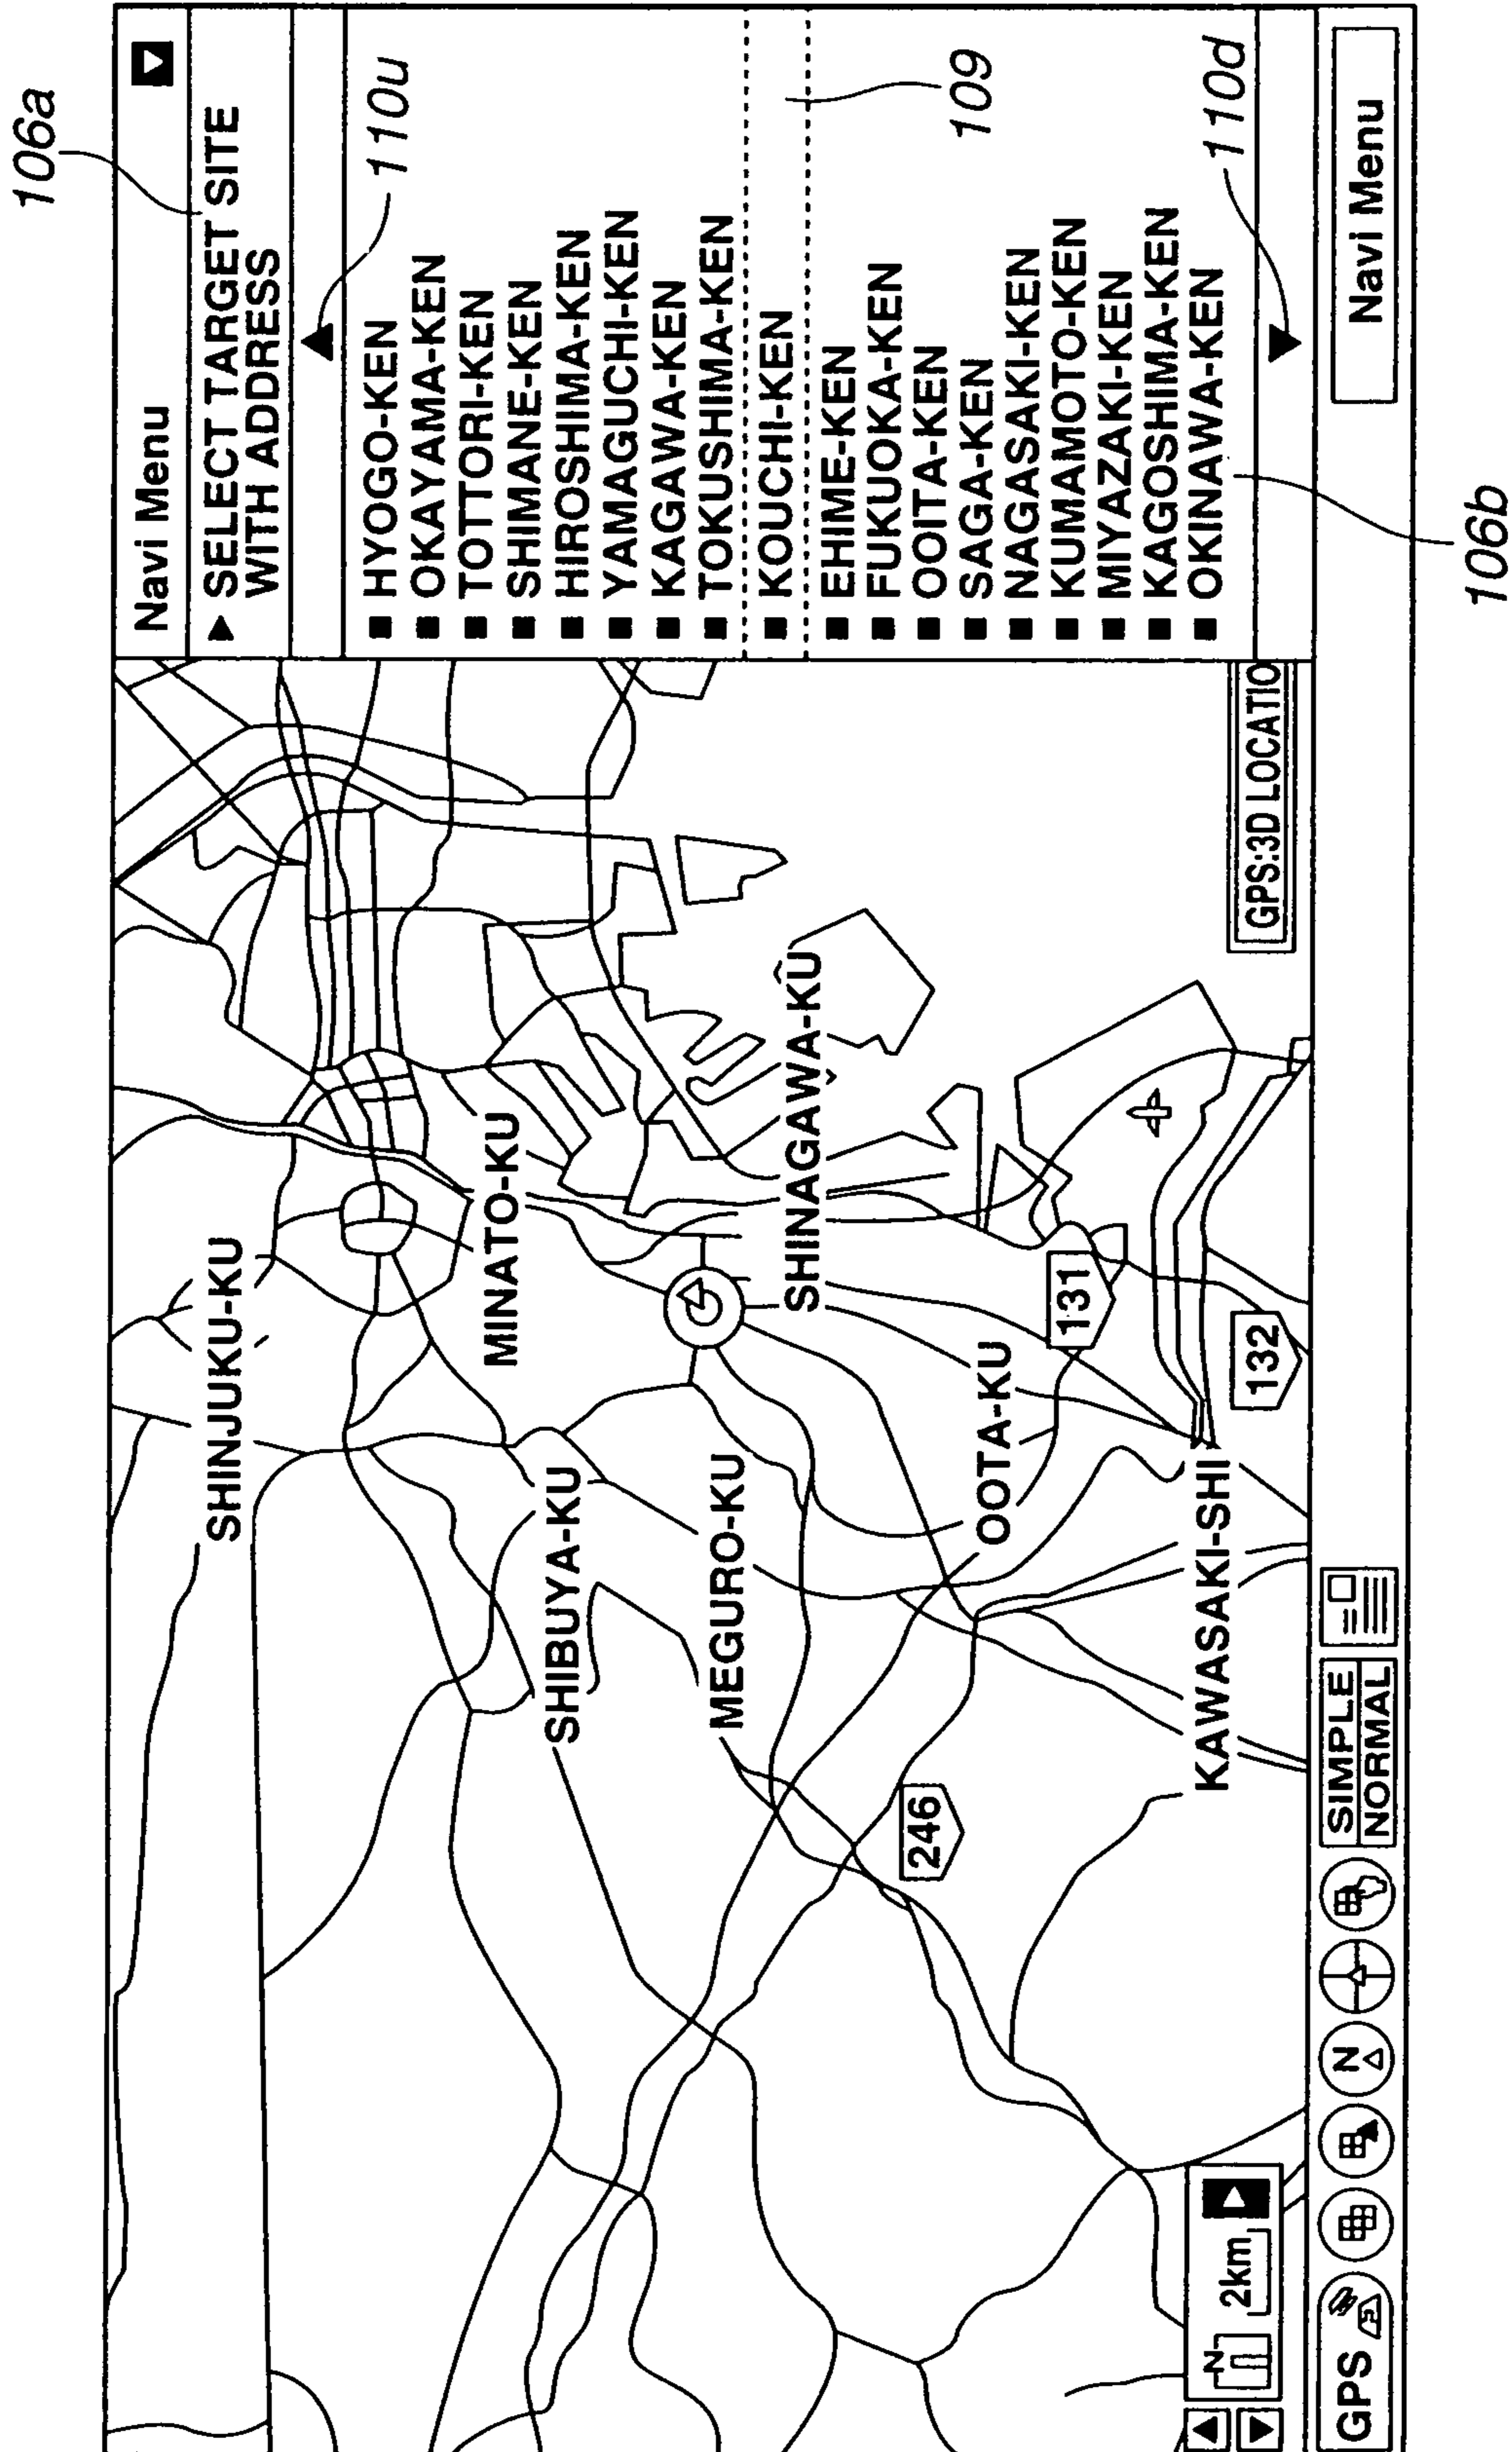 106a
Navi Menu
▶ SELECT TARGET SITE
WITH ADDRESS
110u
■ HYOGO-KEN
■ OKAYAMA-KEN
■ TOTTORI-KEN
■ SHIMANE-KEN
■ HIROSHIMA-KEN
■ YAMAGUCHI-KEN
■ KAGAWA-KEN
■ TOKUSHIMA-KEN
■ KOUCHI-KEN
109
■ EHIME-KEN
■ FUKUOKA-KEN
■ OOITA-KEN
■ SAGA-KEN
■ NAGASAKI-KEN
■ KUMAMOTO-KEN
■ MIYAZAKI-KEN
■ KAGOSHIMA-KEN
■ OKINAWA-KEN
110d
106b
SHINJUKU-KU
MINATO-KU
SHIBUYA-KU
MEGURO-KU
SHINAGAWA-KU
246
OOTA-KU
131
KAWASAKI-SHI
132
GPS:3D LOCATIO
N
2km
GPS
N
SIMPLE
NORMAL
Navi Menu